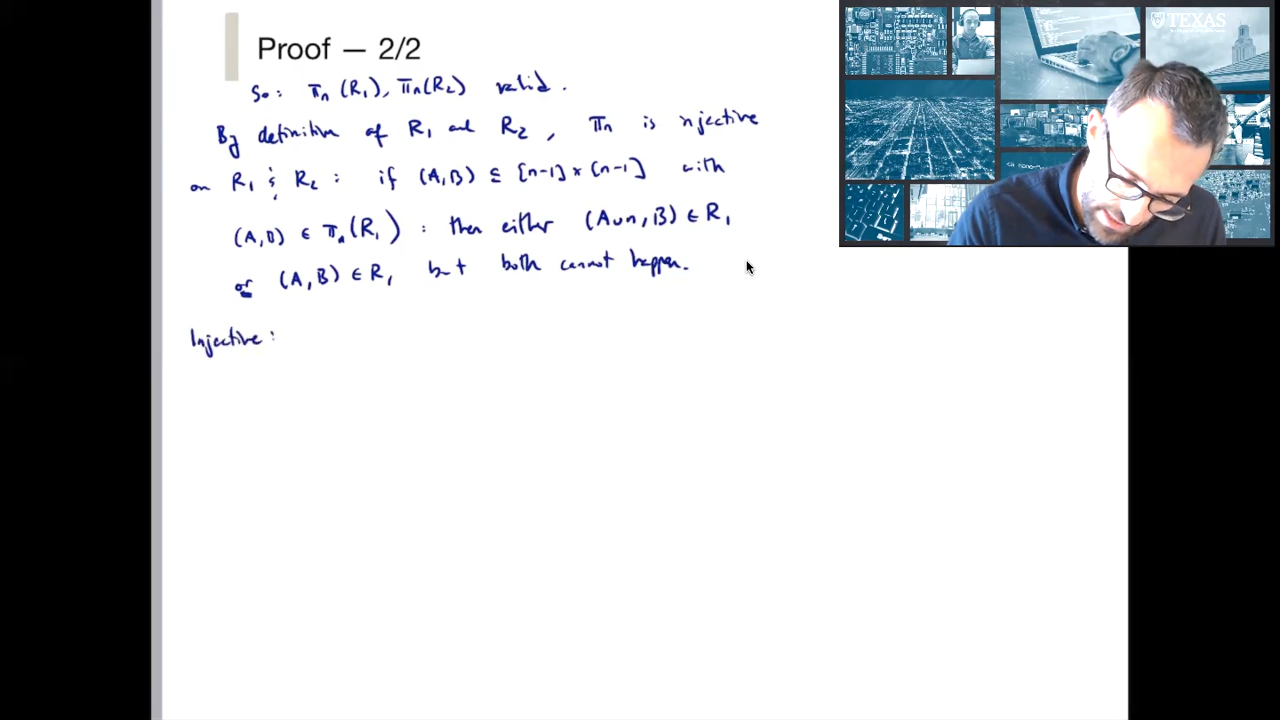 Proof — 2/2
So: πₙ(R₁), πₙ(R₂) valid.
By definition of R₁ and R₂, πₙ is injective
on R₁ & R₂: if (A,B) ⊆ [n-1] × [n-1] with
(A,B) ∈ πₙ(R₁): then either (A∪n, B) ∈ R₁
or (A,B) ∈ R₁ but both cannot happen.
Injective:
TEXAS